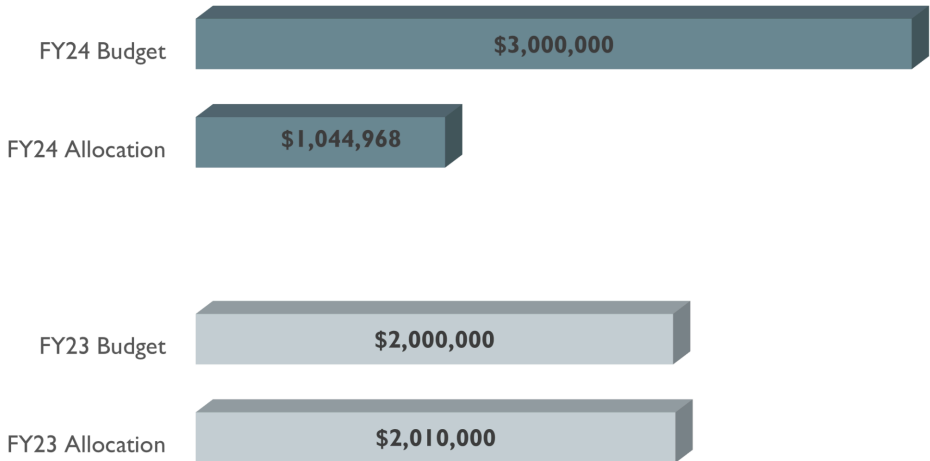 FY24 Budget
$3,000,000
FY24 Allocation
$1,044,968
FY23 Budget
$2,000,000
FY23 Allocation
$2,010,000